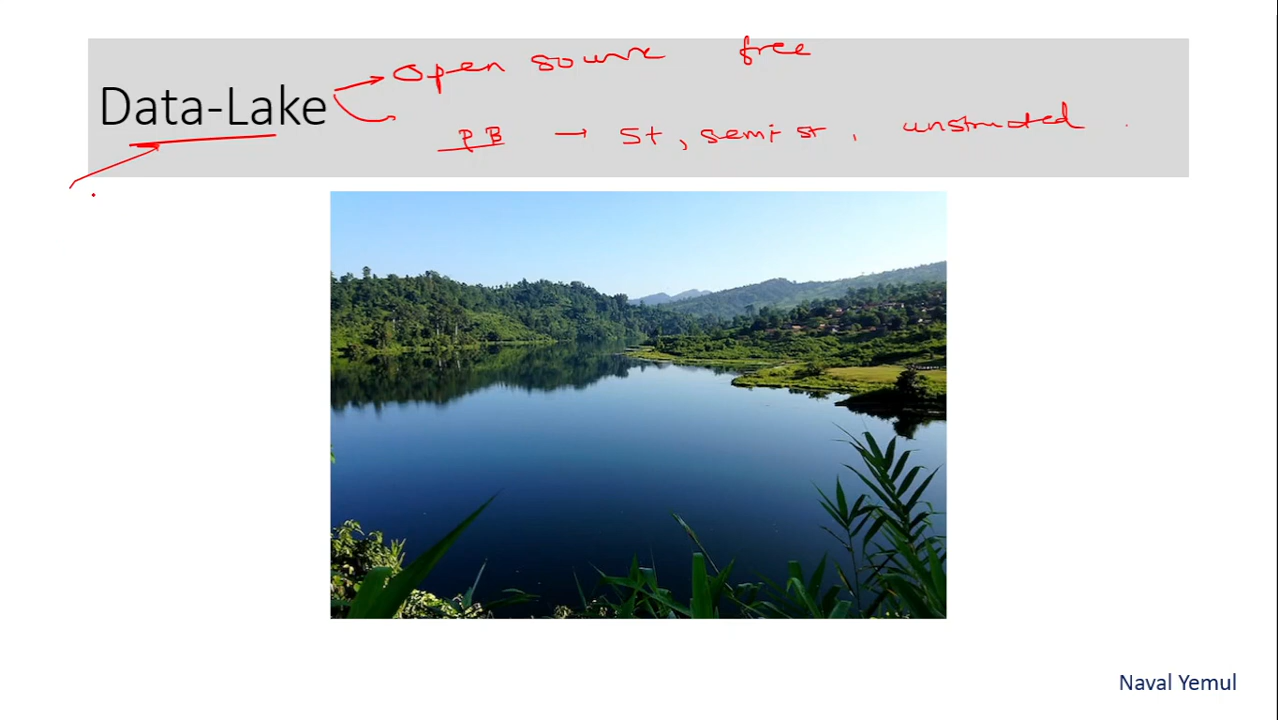 Open source free
Data-Lake
PB → St, semi st, unstructed
Naval Yemul